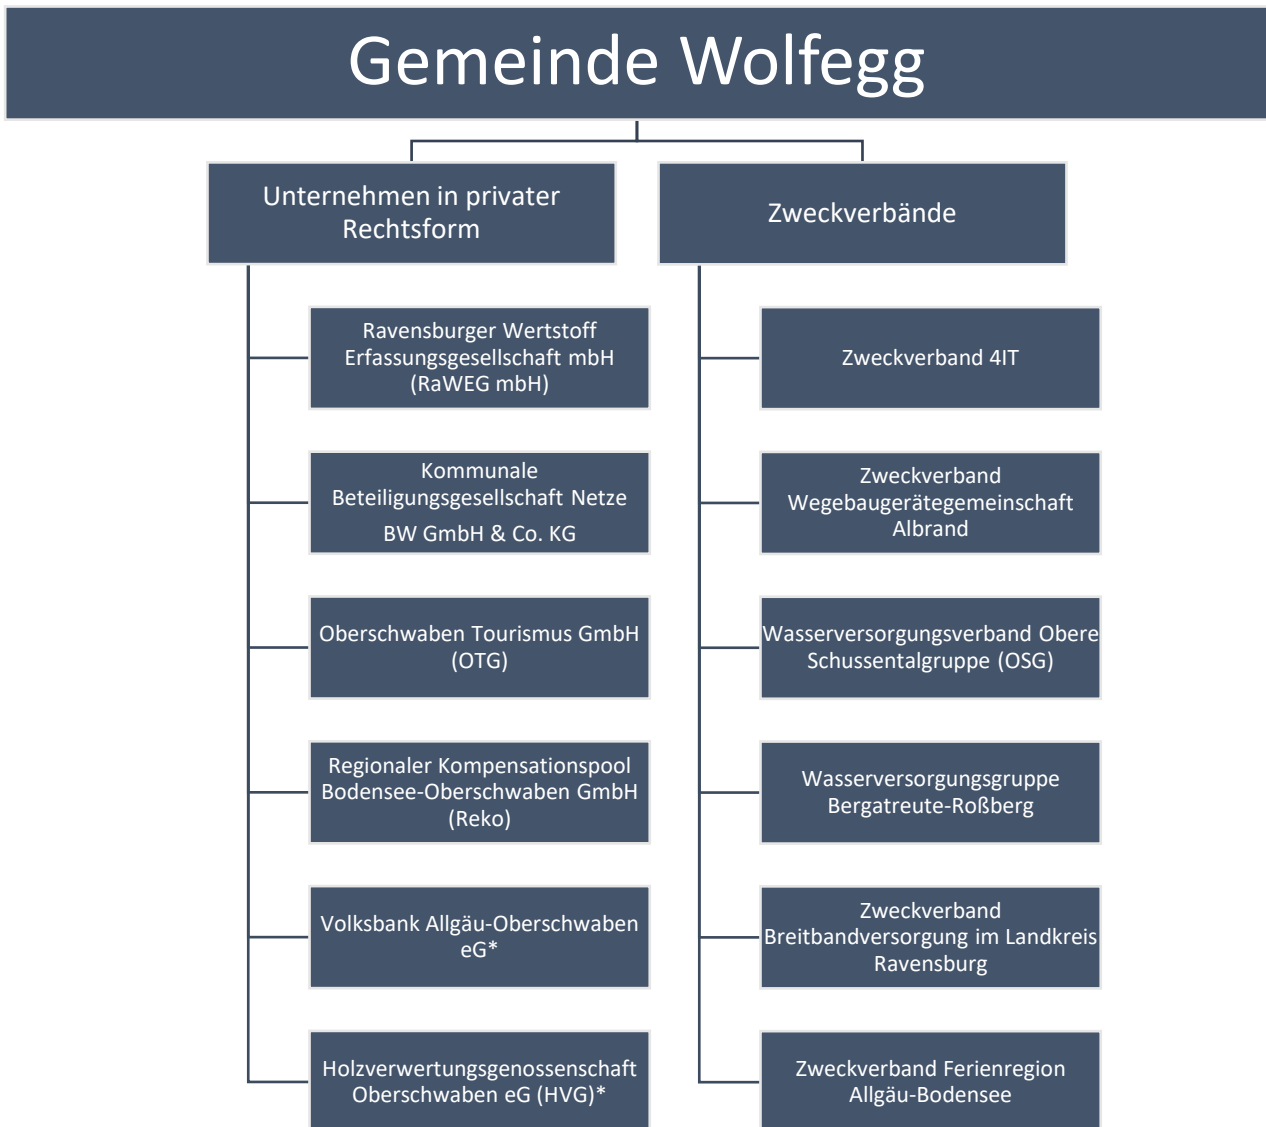 Gemeinde Wolfegg
Unternehmen in privater
Rechtsform
Ravensburger Wertstoff
Erfassungsgesellschaft mbH
(RaWEG mbH)
Kommunale
Beteiligungsgesellschaft Netze
BW GmbH & Co. KG
Oberschwaben Tourismus GmbH
(OTG)
Regionaler Kompensationspool
Bodensee-Oberschwaben GmbH
(Reko)
Volksbank Allgäu-Oberschwaben
eG*
Holzverwertungsgenossenschaft
Oberschwaben eG (HVG)*
Zweckverbände
Zweckverband 4IT
Zweckverband
Wegebaugerätegemeinschaft
Albrand
Wasserversorgungsverband Obere
Schussentalgruppe (OSG)
Wasserversorgungsgruppe
Bergatreute-Roßberg
Zweckverband
Breitbandversorgung im Landkreis
Ravensburg
Zweckverband Ferienregion
Allgäu-Bodensee